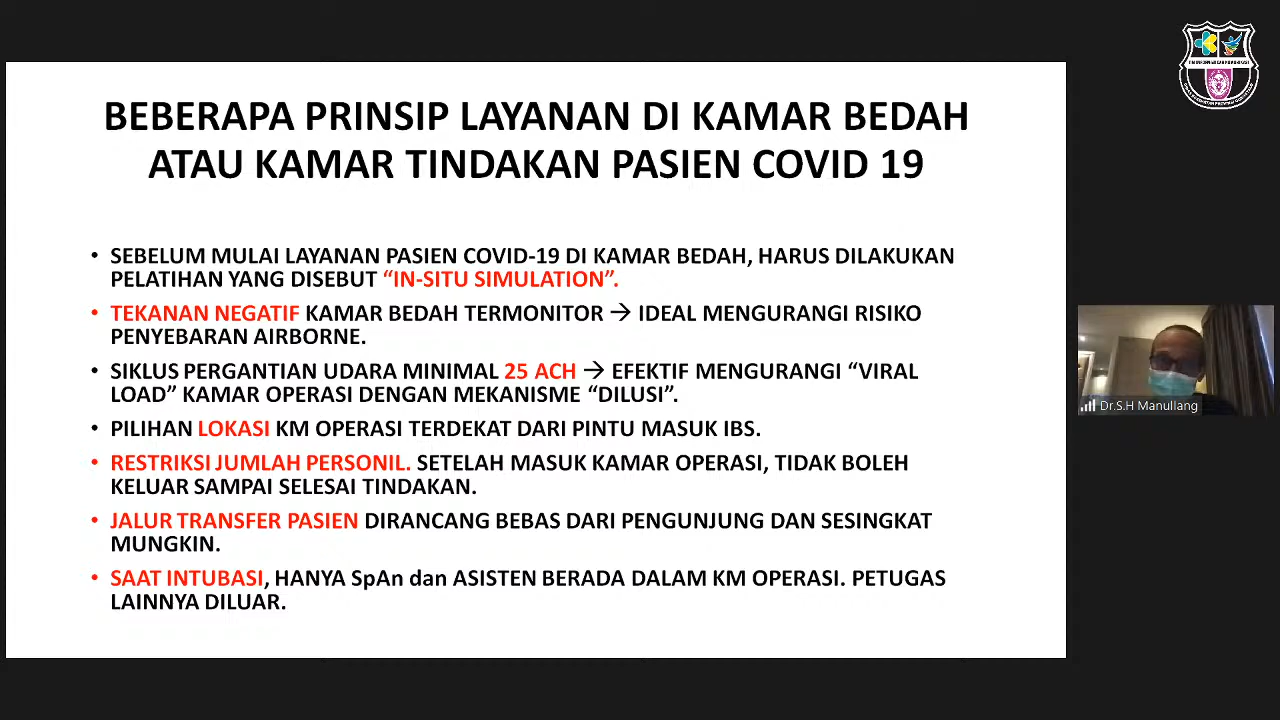 BEBERAPA PRINSIP LAYANAN DI KAMAR BEDAH
ATAU KAMAR TINDAKAN PASIEN COVID 19
• SEBELUM MULAI LAYANAN PASIEN COVID-19 DI KAMAR BEDAH, HARUS DILAKUKAN
PELATIHAN YANG DISEBUT “IN-SITU SIMULATION”.
• TEKANAN NEGATIF KAMAR BEDAH TERMONITOR → IDEAL MENGURANGI RISIKO
PENYEBARAN AIRBORNE.
• SIKLUS PERGANTIAN UDARA MINIMAL 25 ACH → EFEKTIF MENGURANGI “VIRAL
LOAD” KAMAR OPERASI DENGAN MEKANISME “DILUSI”.
• PILIHAN LOKASI KM OPERASI TERDEKAT DARI PINTU MASUK IBS.
• RESTRIKSI JUMLAH PERSONIL. SETELAH MASUK KAMAR OPERASI, TIDAK BOLEH
KELUAR SAMPAI SELESAI TINDAKAN.
• JALUR TRANSFER PASIEN DIRANCANG BEBAS DARI PENGUNJUNG DAN SESINGKAT
MUNGKIN.
• SAAT INTUBASI, HANYA SpAn dan ASISTEN BERADA DALAM KM OPERASI. PETUGAS
LAINNYA DILUAR.
Dr.S.H Manullang